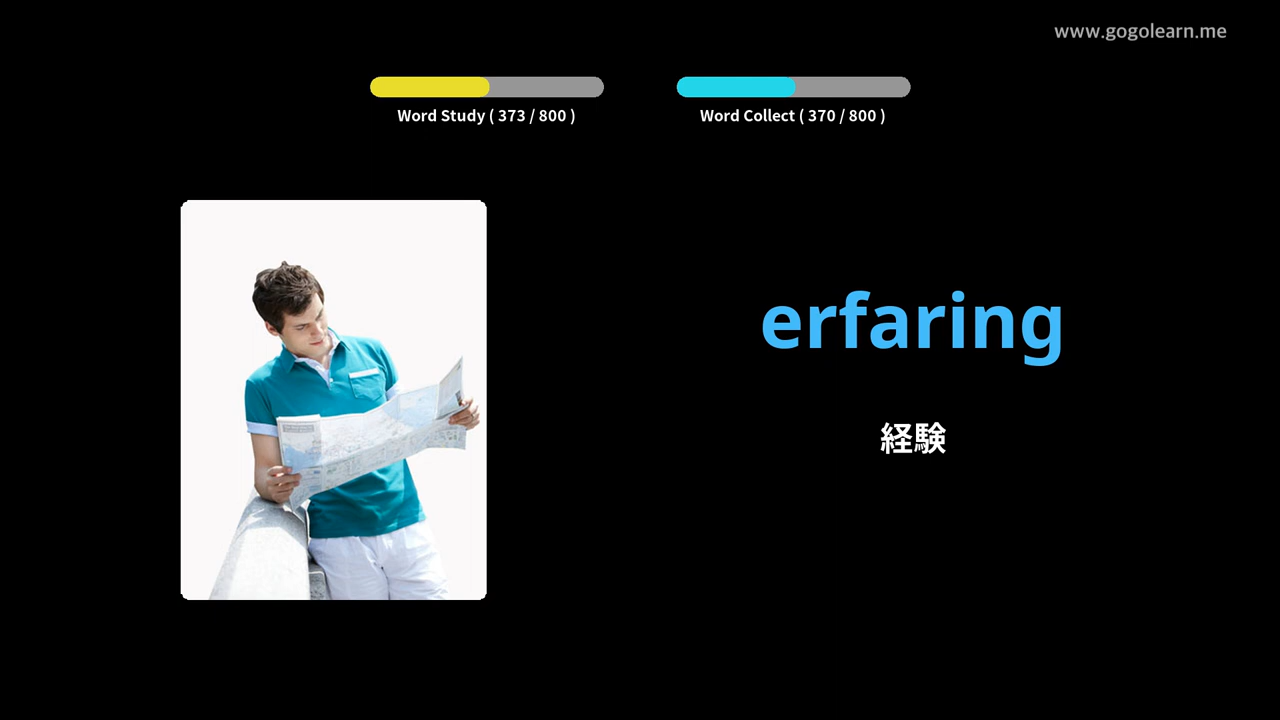 www.gogolearn.me
Word Study ( 373 / 800 )
Word Collect ( 370 / 800 )
erfaring
経験